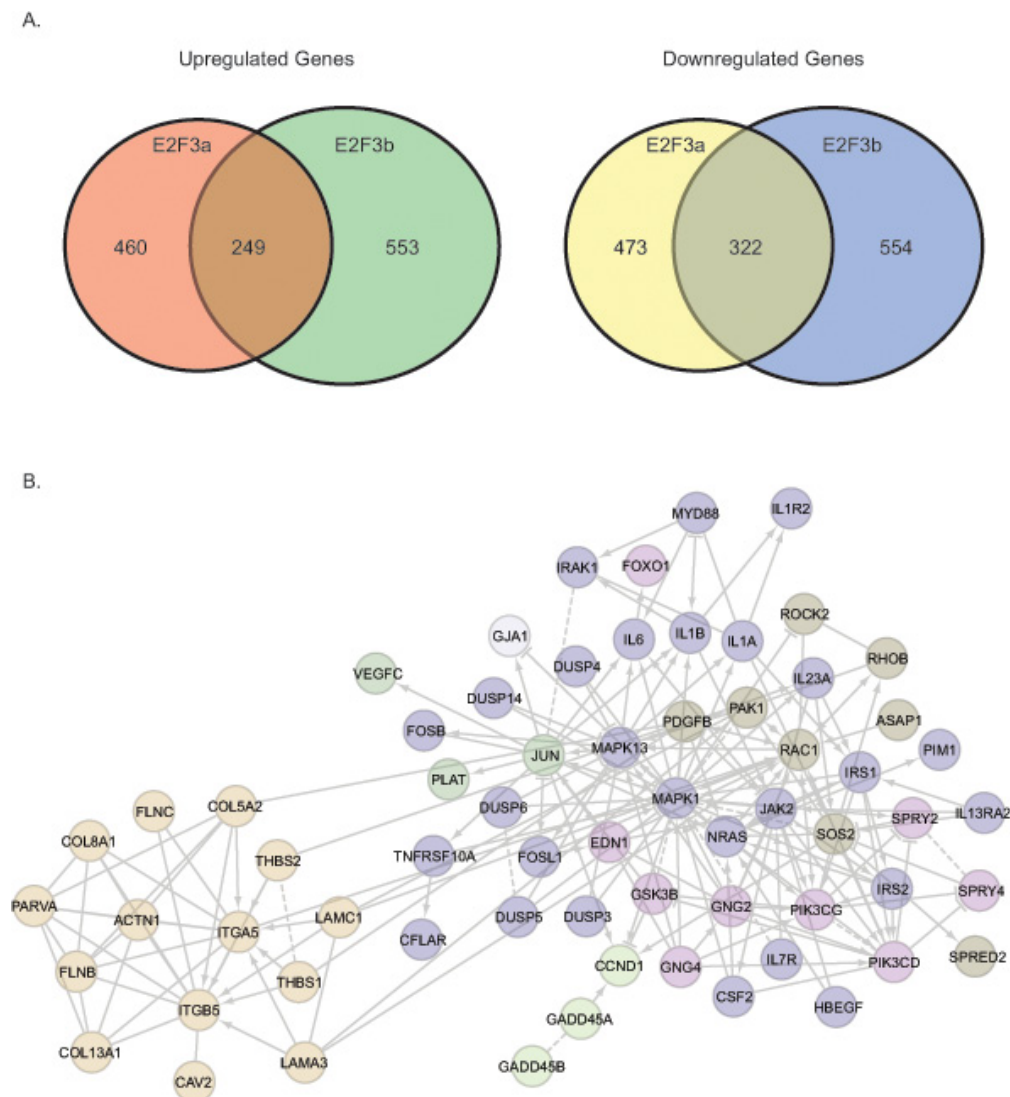 A.
Upregulated Genes Downregulated Genes
E2F3a E2F3b E2F3a E2F3b
460 249 553 473 322 554
B.
IL1R2
MYD88
IRAK1 FOXO1
ROCK2
GJA1 IL6 IL1B IL1A
RHOB
DUSP4
VEGFC IL23A
DUSP14
PAK1
PDGFB ASAP1
FOSB
MAPK13 RAC1 PIM1
JUN
IRS1
PLAT
MAPK1
COL5A2 DUSP6 JAK2
FLNC IL13RA2
SPRY2
NRAS SOS2
COL8A1 EDN1
THBS2 TNFRSF10A FOSL1
IRS2 SPRY4
GSK3B
PARVA GNG2 PIK3CG
ACTN1 LAMC1 DUSP5 DUSP3
ITGA5
CFLAR
SPRED2
IL7R PIK3CD
GNG4
FLNB CCND1
THBS1
CSF2
ITGB5 HBEGF
GADD45A
COL13A1
LAMA3
GADD45B
CAV2